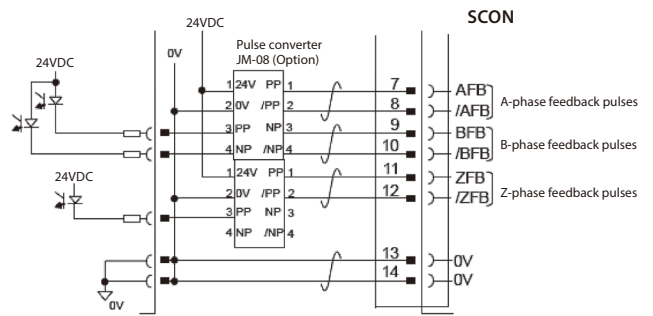 SCON
24VDC
0V
Pulse converter
JM-08 (Option)
24VDC
1 24V PP 1 7 AFB
2 0V /PP 2 8 /AFB
A-phase feedback pulses
3 PP NP 3 9 BFB
4 NP /NP 4 10 /BFB
B-phase feedback pulses
24VDC
1 24V PP 1 11 ZFB
2 0V /PP 2 12 /ZFB
Z-phase feedback pulses
3 PP NP 3
4 NP /NP 4
13 0V
14 0V
0V